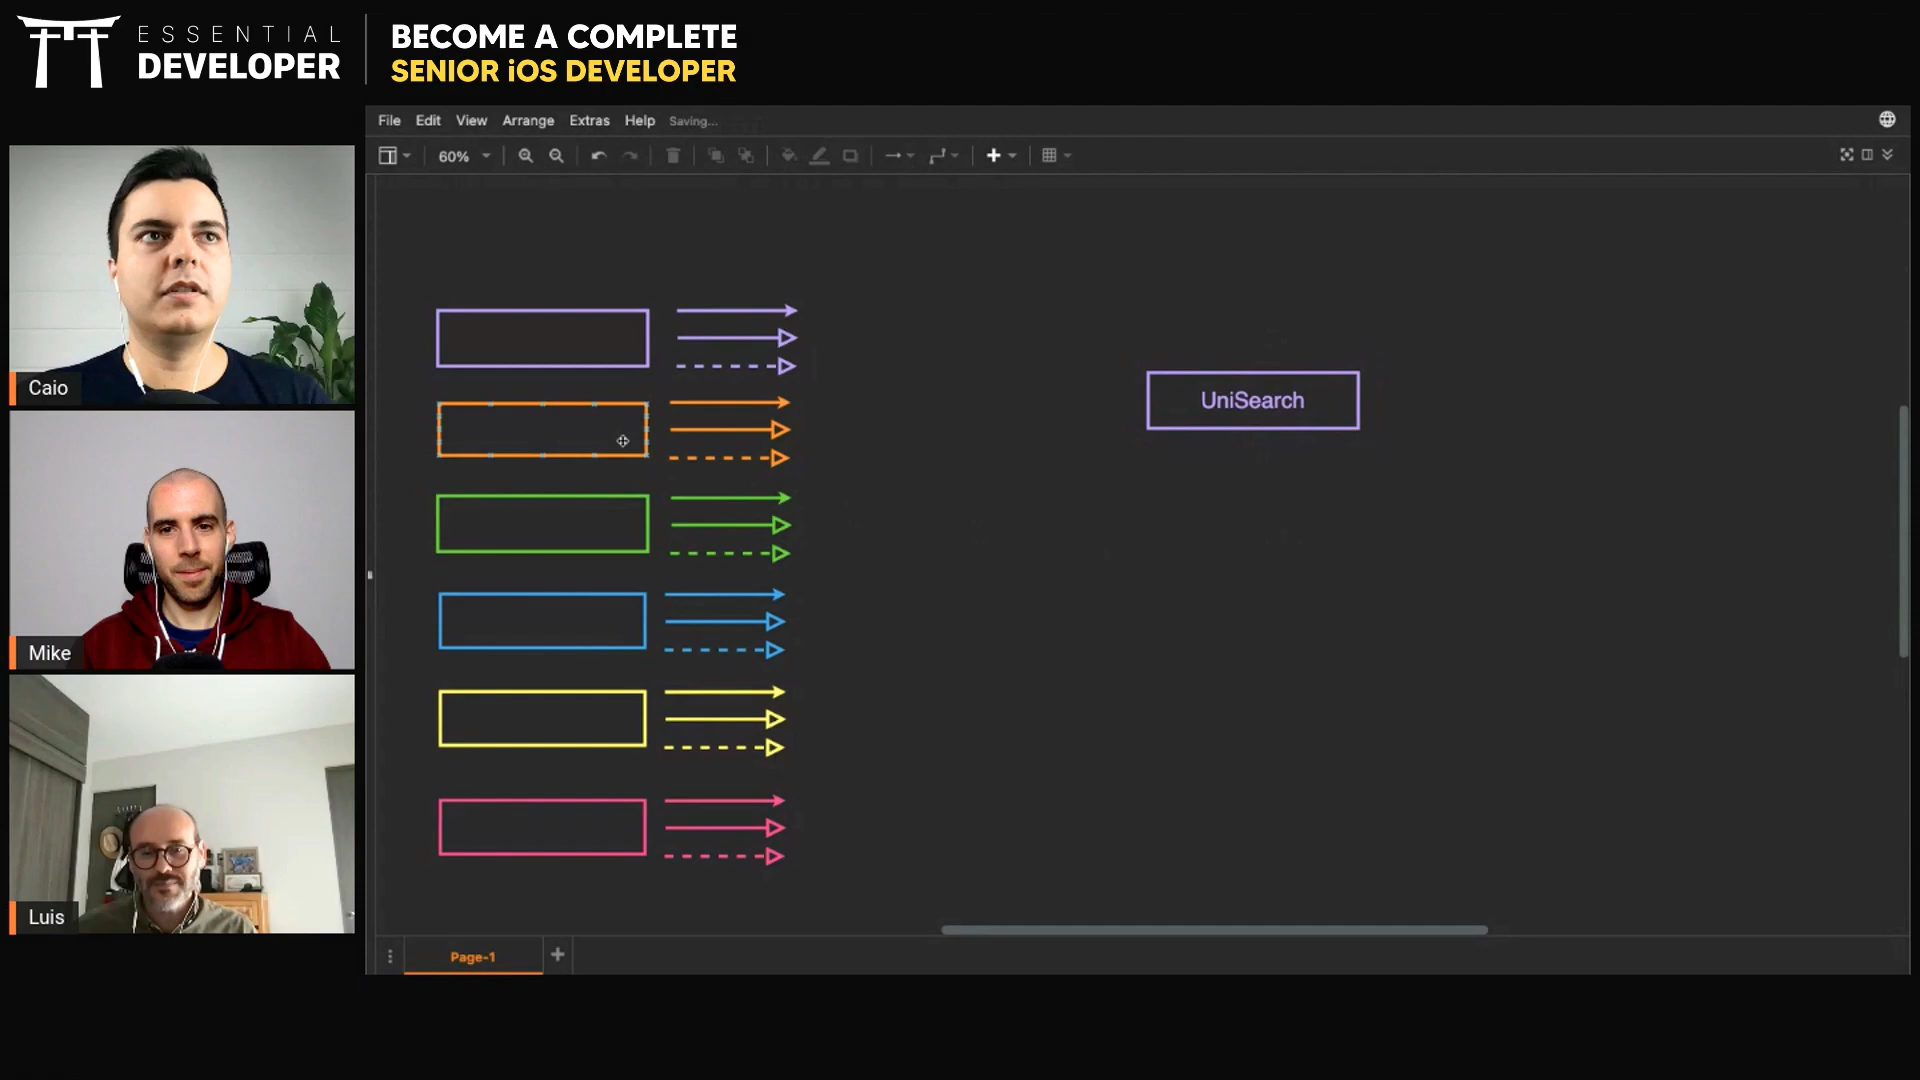 ESSENTIAL
DEVELOPER
BECOME A COMPLETE
SENIOR iOS DEVELOPER
File Edit View Arrange Extras Help Saving...
60%
Caio
Mike
Luis
UniSearch
Page-1